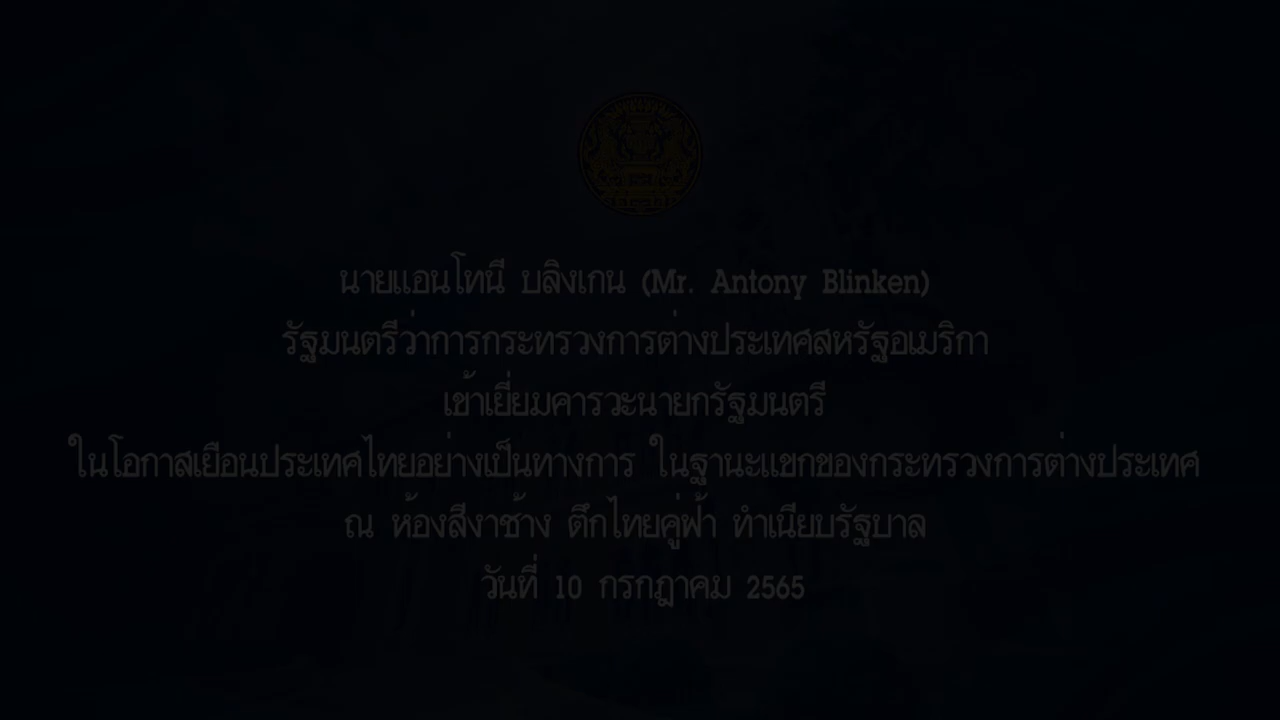 นายแอนโทนี บลิงเกน (Mr. Antony Blinken)
รัฐมนตรีว่าการกระทรวงการต่างประเทศสหรัฐอเมริกา
เข้าเยี่ยมคารวะนายกรัฐมนตรี
ในโอกาสเยือนประเทศไทยอย่างเป็นทางการ ในฐานะแขกของกระทรวงการต่างประเทศ
ณ ห้องสีงาช้าง ตึกไทยคู่ฟ้า ทำเนียบรัฐบาล
วันที่ 10 กรกฎาคม 2565